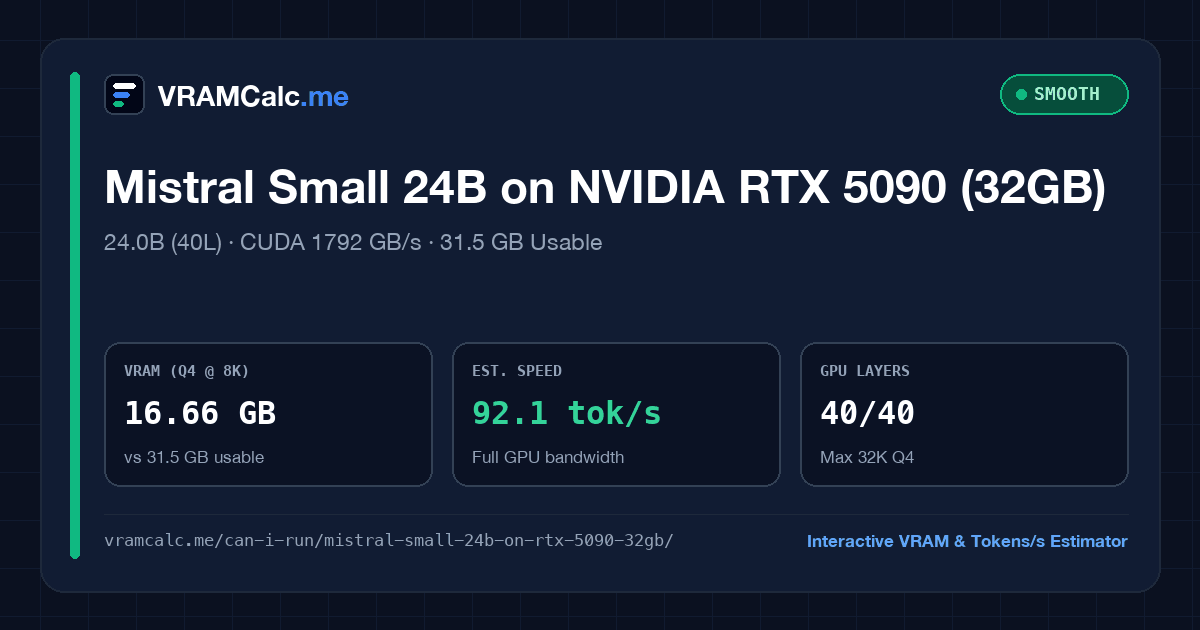 VRAMCalc.me
SMOOTH
Mistral Small 24B on NVIDIA RTX 5090 (32GB)
24.0B (40L) · CUDA 1792 GB/s · 31.5 GB Usable
VRAM (Q4 @ 8K)
16.66 GB
vs 31.5 GB usable
EST. SPEED
92.1 tok/s
Full GPU bandwidth
GPU LAYERS
40/40
Max 32K Q4
vramcalc.me/can-i-run/mistral-small-24b-on-rtx-5090-32gb/
Interactive VRAM & Tokens/s Estimator